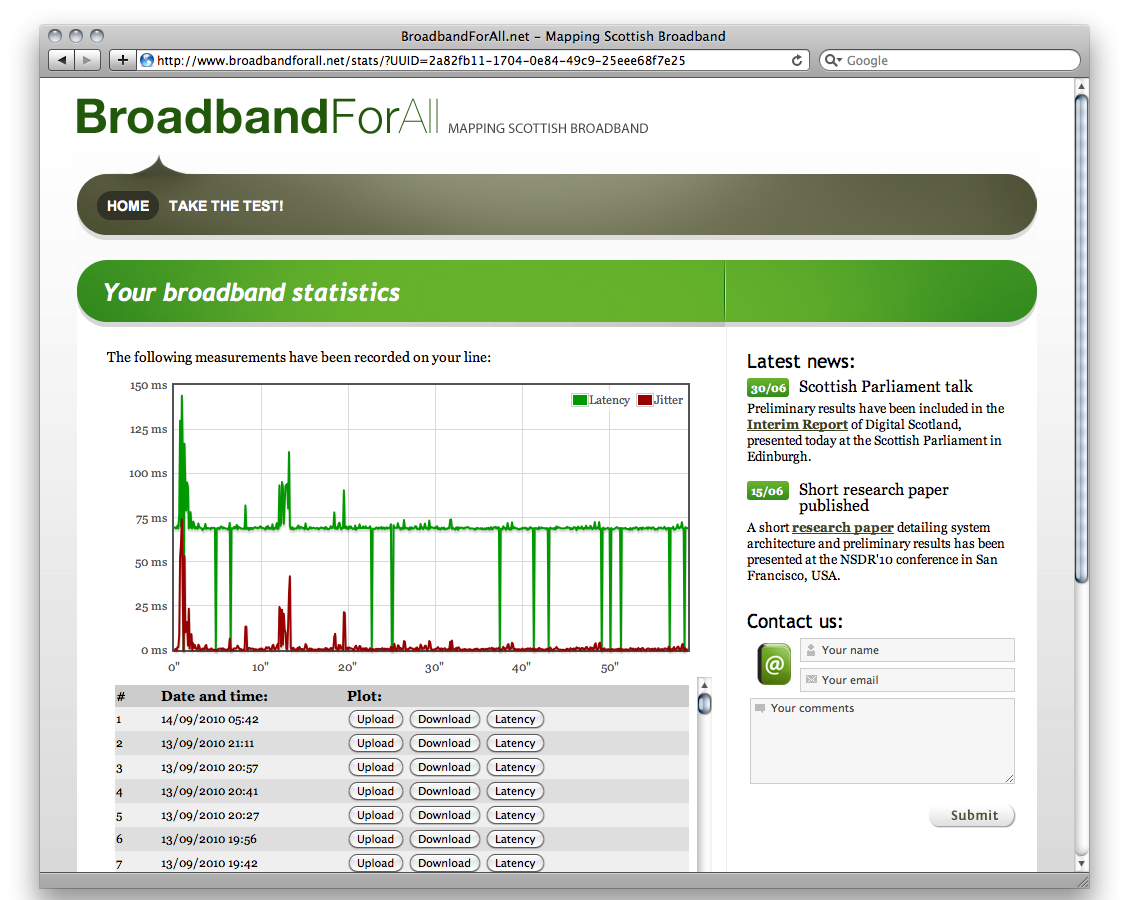 BroadbandForAll.net – Mapping Scottish Broadband
http://www.broadbandforall.net/stats/?UUID=2a82fb11-1704-0e84-49c9-25eee68f7e25
Google
BroadbandForAll MAPPING SCOTTISH BROADBAND
HOME TAKE THE TEST!
Your broadband statistics
The following measurements have been recorded on your line:
150 ms
125 ms
100 ms
75 ms
50 ms
25 ms
0 ms
Latency Jitter
0" 10" 20" 30" 40" 50"
# Date and time: Plot:
1 14/09/2010 05:42 Upload Download Latency
2 13/09/2010 21:11 Upload Download Latency
3 13/09/2010 20:57 Upload Download Latency
4 13/09/2010 20:41 Upload Download Latency
5 13/09/2010 20:27 Upload Download Latency
6 13/09/2010 19:56 Upload Download Latency
7 13/09/2010 19:42 Upload Download Latency
Latest news:
30/06 Scottish Parliament talk
Preliminary results have been included in the
Interim Report of Digital Scotland,
presented today at the Scottish Parliament in
Edinburgh.
15/06 Short research paper
published
A short research paper detailing system
architecture and preliminary results has been
presented at the NSDR'10 conference in San
Francisco, USA.
Contact us:
@
Your name
Your email
Your comments
Submit